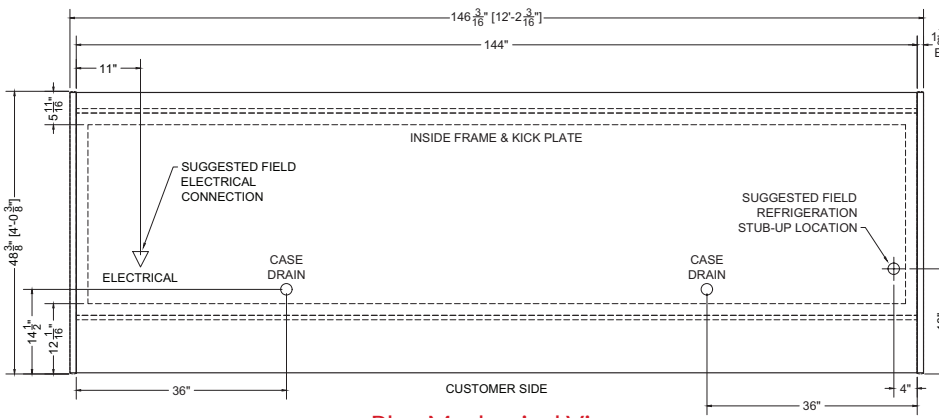 146 3/16" [12'-2 3/16"]
144"
11"
5 11/16"
INSIDE FRAME & KICK PLATE
SUGGESTED FIELD
ELECTRICAL
CONNECTION
SUGGESTED FIELD
REFRIGERATION
STUB-UP LOCATION
48 3/8" [4'-0 3/8"]
ELECTRICAL
CASE
DRAIN
CASE
DRAIN
14 1/2"
12 1/16"
36"
CUSTOMER SIDE
4"
36"